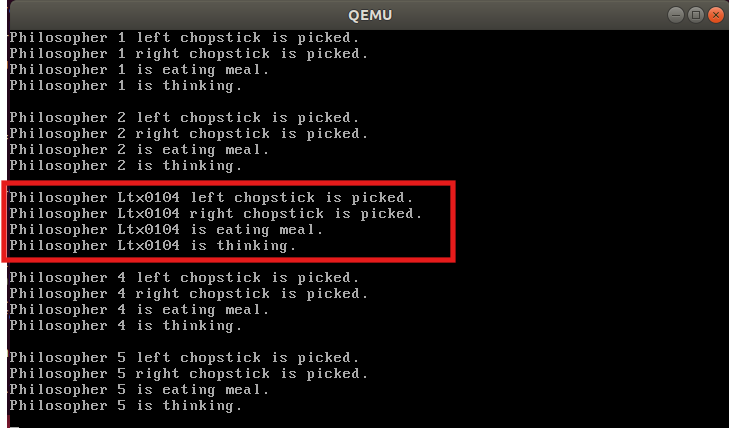 QEMU
Philosopher 1 left chopstick is picked.
Philosopher 1 right chopstick is picked.
Philosopher 1 is eating meal.
Philosopher 1 is thinking.
Philosopher 2 left chopstick is picked.
Philosopher 2 right chopstick is picked.
Philosopher 2 is eating meal.
Philosopher 2 is thinking.
Philosopher Ltx0104 left chopstick is picked.
Philosopher Ltx0104 right chopstick is picked.
Philosopher Ltx0104 is eating meal.
Philosopher Ltx0104 is thinking.
Philosopher 4 left chopstick is picked.
Philosopher 4 right chopstick is picked.
Philosopher 4 is eating meal.
Philosopher 4 is thinking.
Philosopher 5 left chopstick is picked.
Philosopher 5 right chopstick is picked.
Philosopher 5 is eating meal.
Philosopher 5 is thinking.